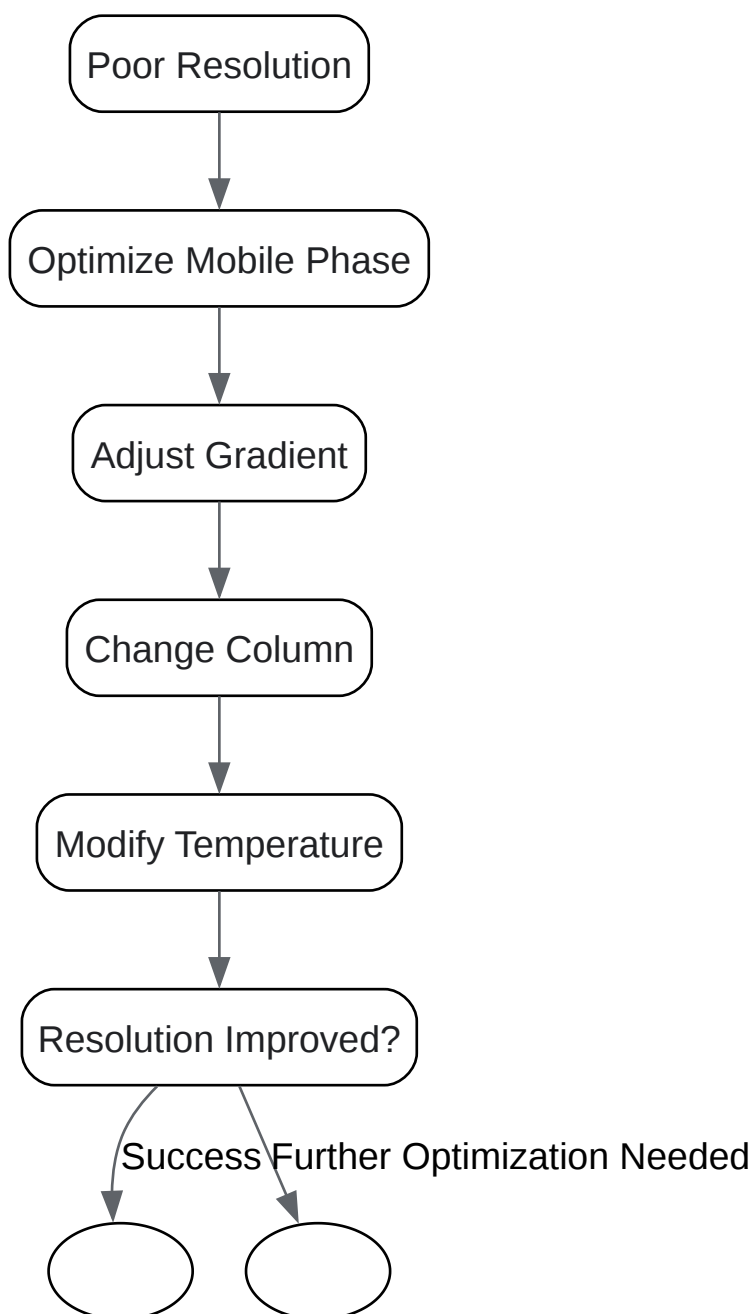 Poor Resolution
Optimize Mobile Phase
Adjust Gradient
Change Column
Modify Temperature
Resolution Improved?
Success
Further Optimization Needed